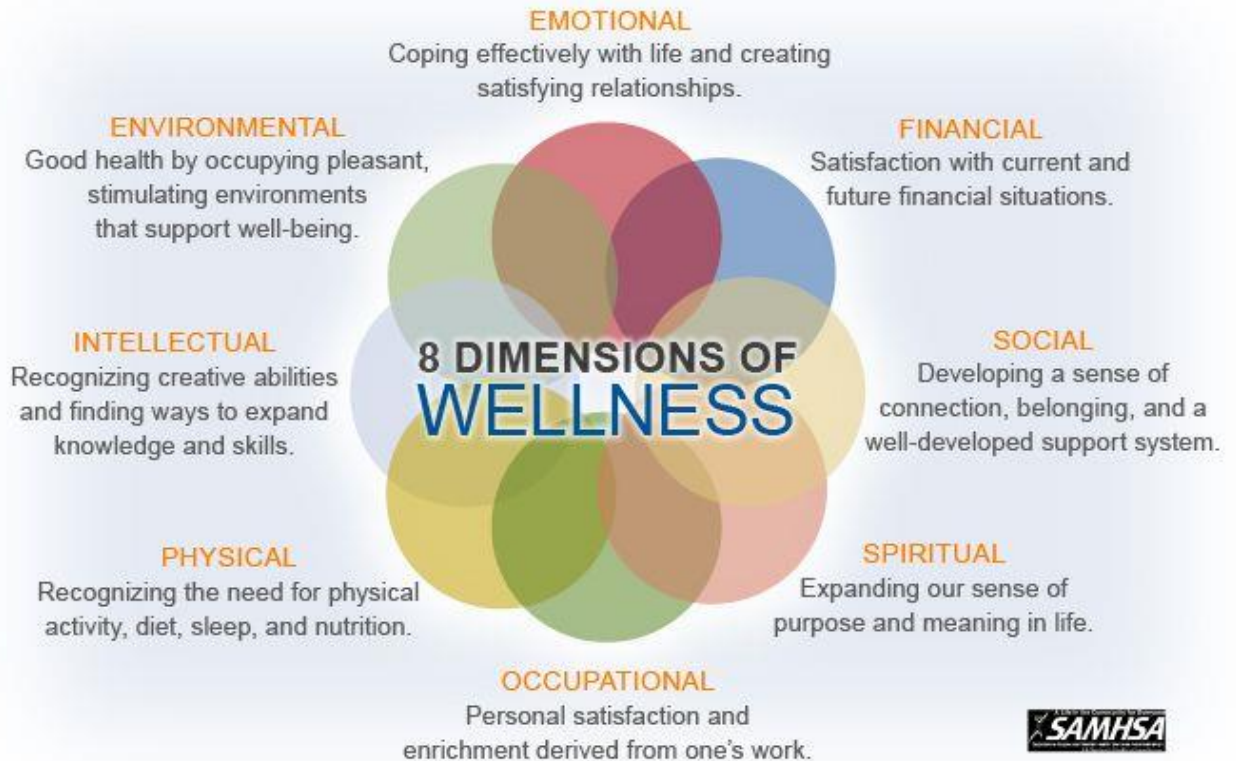 EMOTIONAL
Coping effectively with life and creating
satisfying relationships.
ENVIRONMENTAL
Good health by occupying pleasant,
stimulating environments
that support well-being.
FINANCIAL
Satisfaction with current and
future financial situations.
INTELLECTUAL
Recognizing creative abilities
and finding ways to expand
knowledge and skills.
8 DIMENSIONS OF
WELLNESS
SOCIAL
Developing a sense of
connection, belonging, and a
well-developed support system.
PHYSICAL
Recognizing the need for physical
activity, diet, sleep, and nutrition.
SPIRITUAL
Expanding our sense of
purpose and meaning in life.
OCCUPATIONAL
Personal satisfaction and
enrichment derived from one's work.
SAMHSA